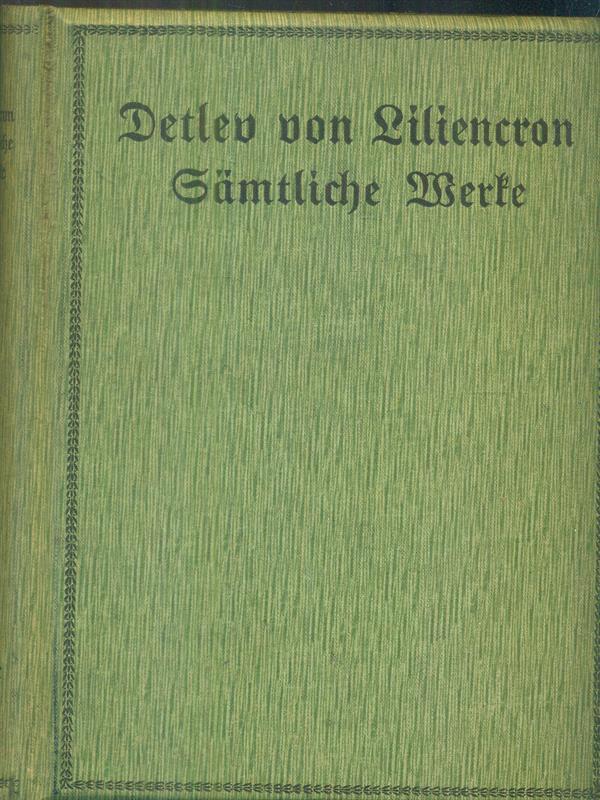 Detlev von Liliencron
Sämtliche Werke